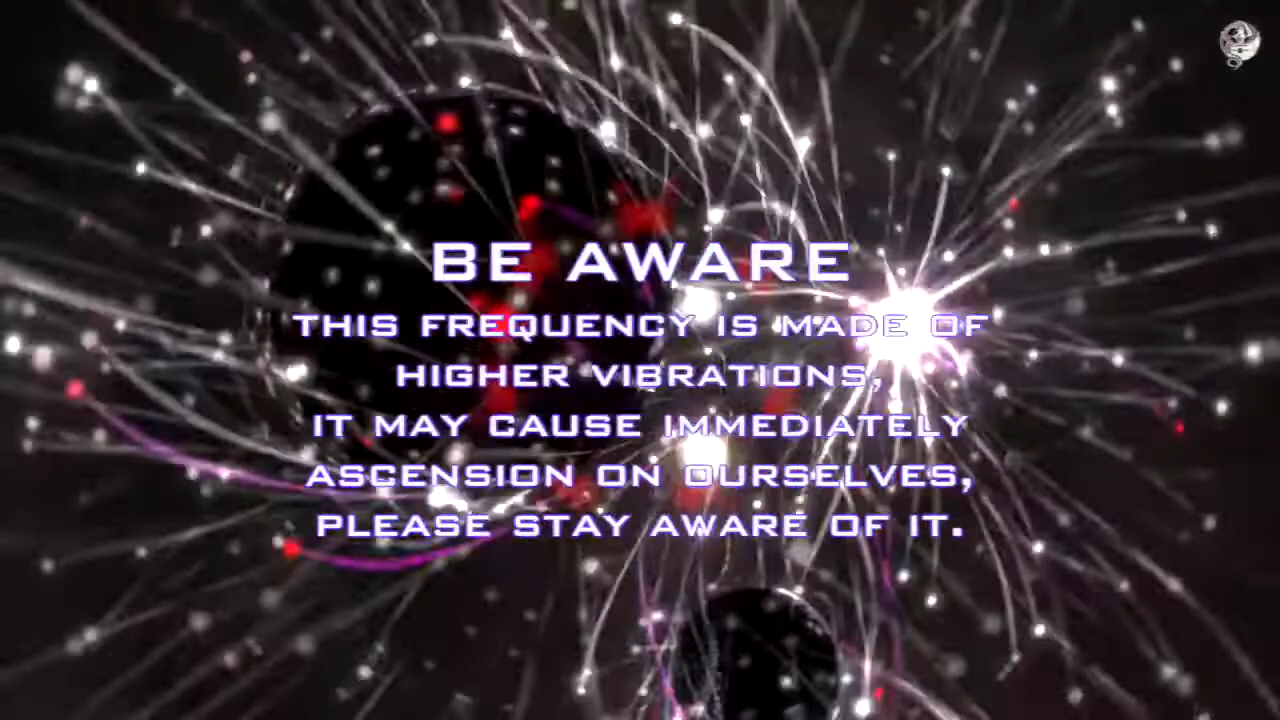 BE AWARE
THIS FREQUENCY IS MADE OF
HIGHER VIBRATIONS,
IT MAY CAUSE IMMEDIATELY
ASCENSION ON OURSELVES,
PLEASE STAY AWARE OF IT.